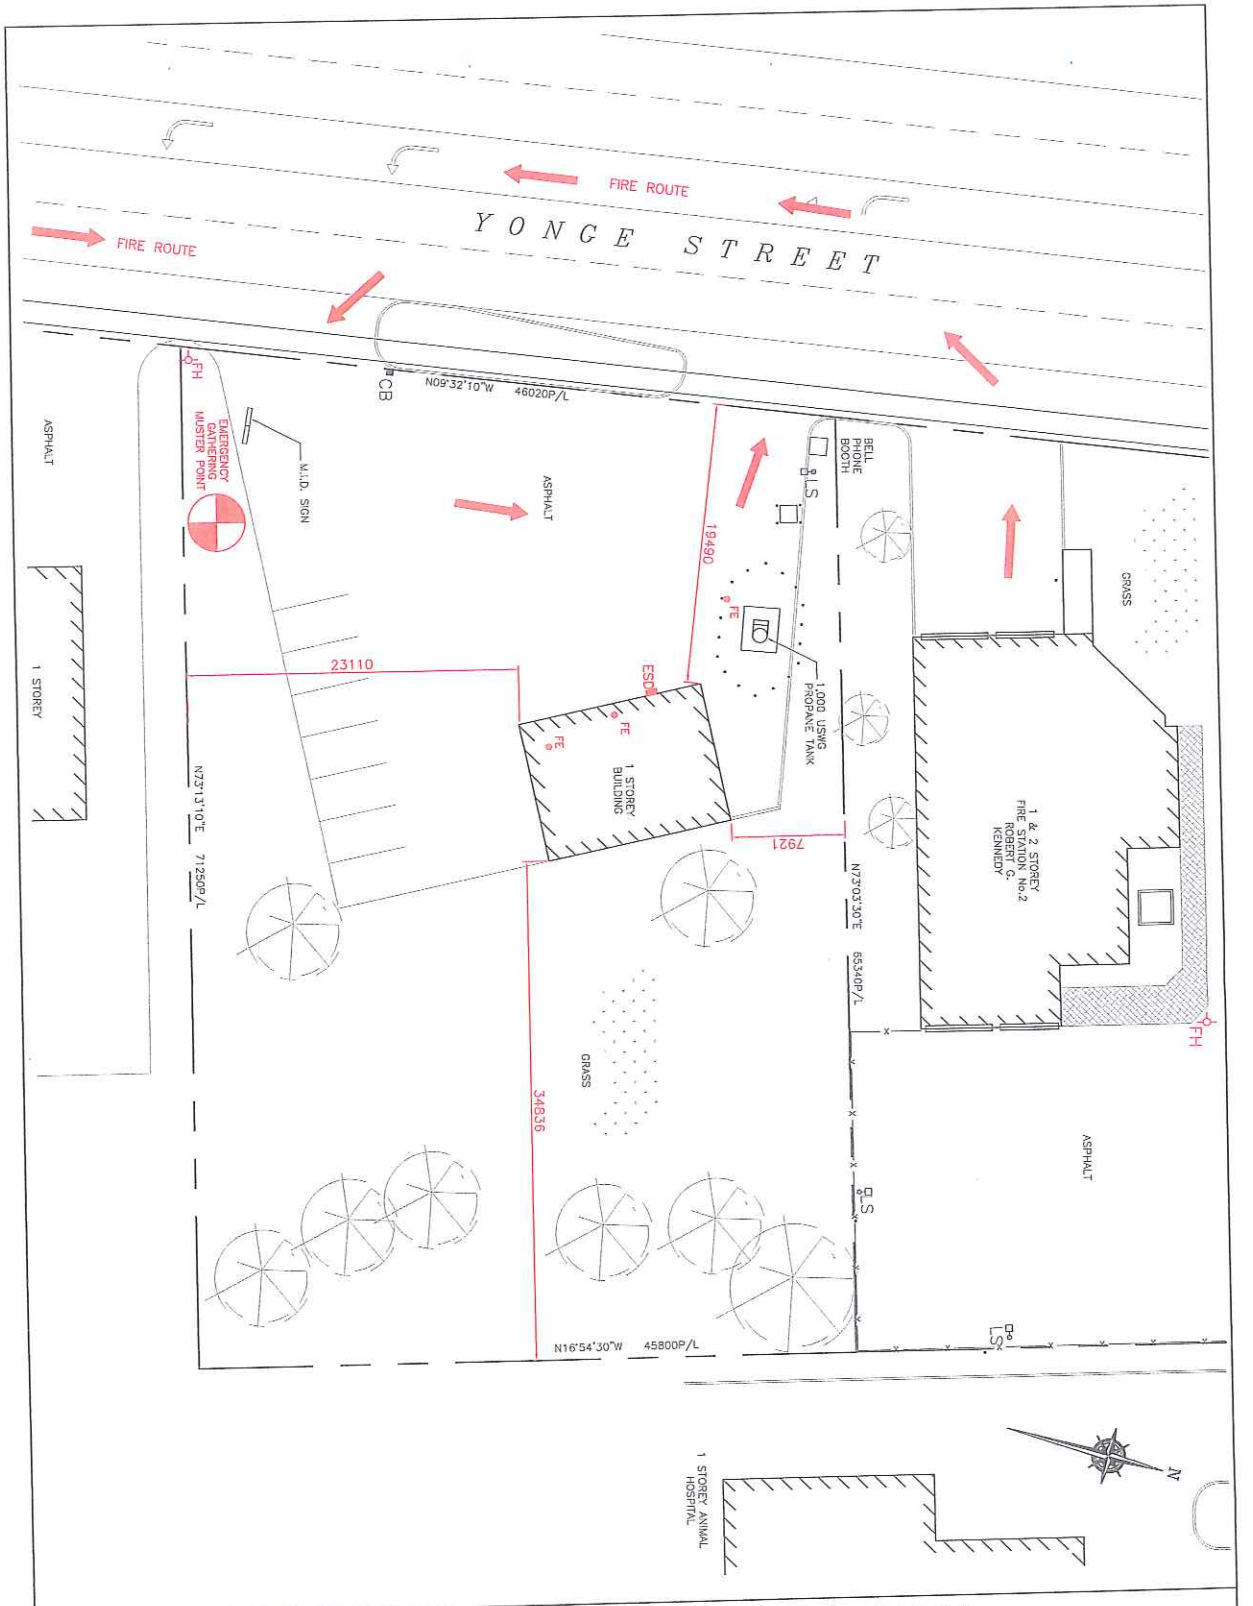 FIRE ROUTE
YONGE STREET
FIRE ROUTE
FH
CB
N09°32'10"W 46020P/L
EMERGENCY
GATHERING
MUSTER POINT
M.I.D. SIGN
ASPHALT
ASPHALT
BELL
PHONE
BOOTH
LS
19490
GRASS
FE
1,000 USWG
PROPANE TANK
23110
ESD
FE
FE
1 STOREY
BUILDING
1 STOREY
7921
1 & 2 STOREY
FIRE STATION No.2
ROBERT G.
KENNEDY
N73°13'10"E 71250P/L
N73°03'30"E 65340P/L
FH
GRASS
34836
ASPHALT
LS
LS
N16°54'30"W 45800P/L
N
1 STOREY ANIMAL
HOSPITAL